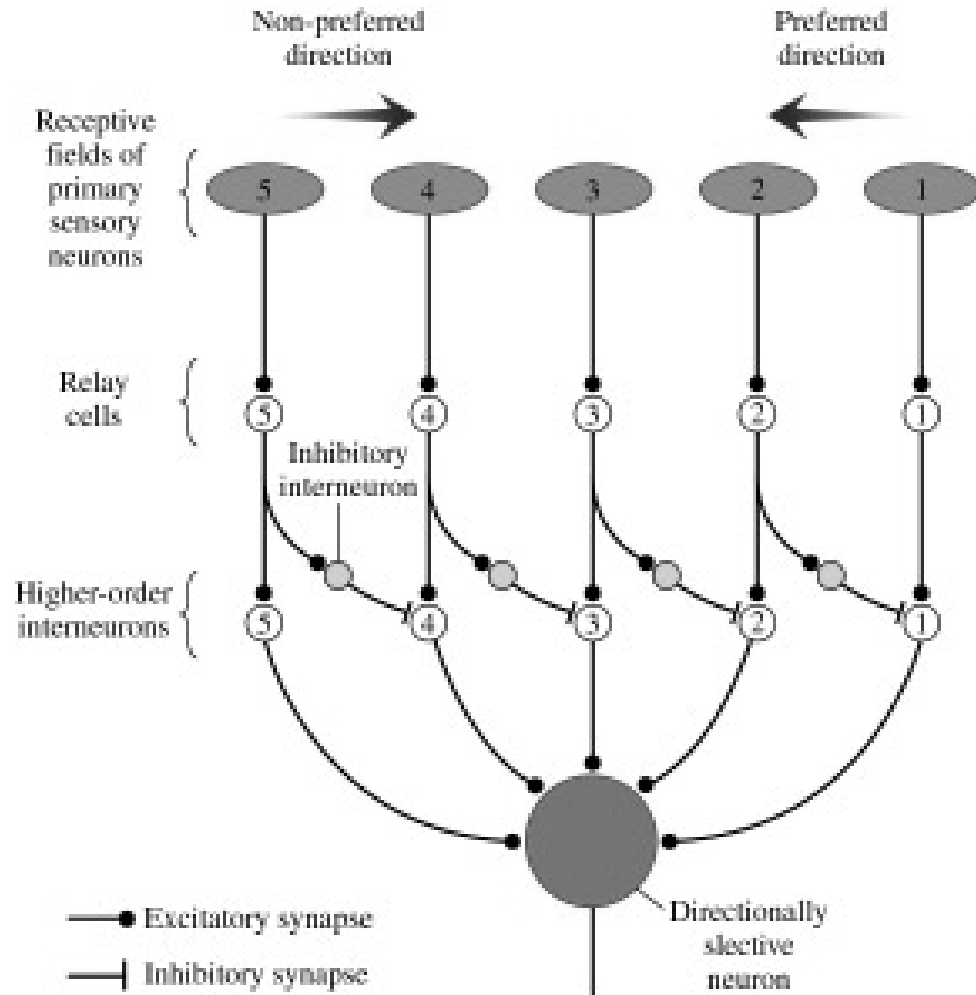 Non-preferred
direction
Preferred
direction
Receptive
fields of
primary
sensory
neurons
5 4 3 2 1
Relay
cells
5 4 3 2 1
Inhibitory
interneuron
Higher-order
interneurons
5 4 3 2 1
Excitatory synapse
Inhibitory synapse
Directionally
slective
neuron